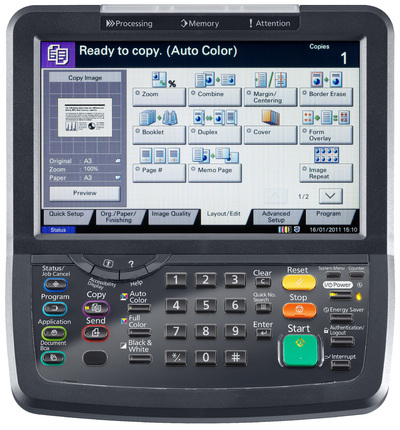 Processing Memory Attention
Ready to copy. (Auto Color)
Copies
1
Copy Image
Original : A3
Zoom : 100%
Paper : A3
Preview
%
Zoom
Combine
Margin/
Centering
Border Erase
Booklet
Duplex
Cover
Form
Overlay
Page #
Memo Page
Image
Repeat
1/2
Quick Setup
Org./Paper/
Finishing
Image Quality
Layout/Edit
Advanced
Setup
Program
Status
16/01/2011 15:10
Status/
Job Cancel
Accessibility
Display
?
Help
Program
Copy
Auto
Color
Application
Send
Full
Color
Document
Box
Black &
White
1 2 3
4 5 6
7 8 9
*/. 0 #
Clear
C
Quick No.
Search
Enter
Reset
Stop
Start
System Menu
Counter
Power
Energy Saver
Authentication/
Logout
Interrupt